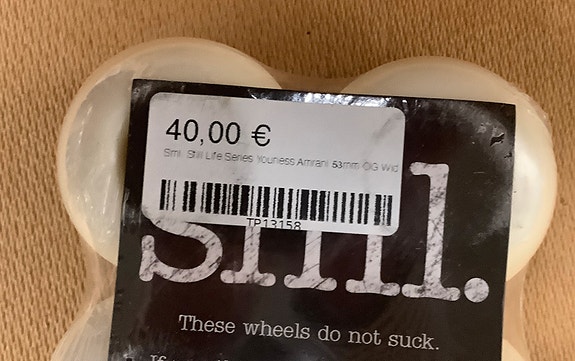 40,00 €
Sml. Still Life Series Youness Amrani 53mm OG Wid
TP13158
sml.
These wheels do not suck.